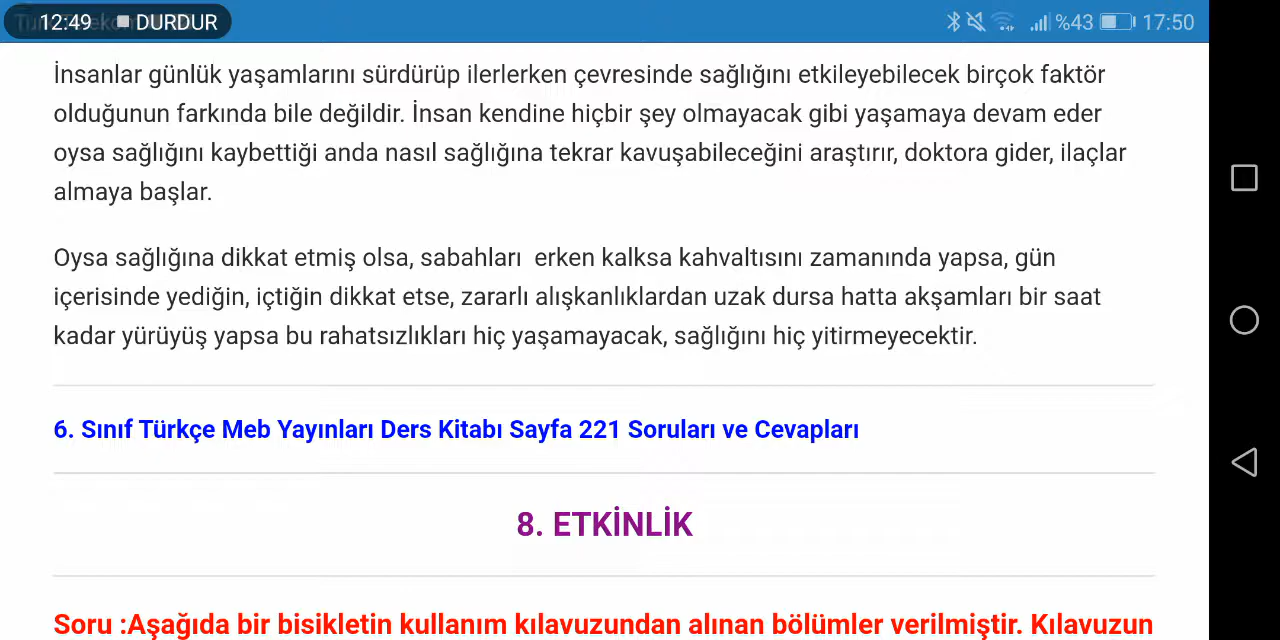 12:49 DURDUR %43 17:50
İnsanlar günlük yaşamlarını sürdürüp ilerlerken çevresinde sağlığını etkileyebilecek birçok faktör
olduğunun farkında bile değildir. İnsan kendine hiçbir şey olmayacak gibi yaşamaya devam eder
oysa sağlığını kaybettiği anda nasıl sağlığına tekrar kavuşabileceğini araştırır, doktora gider, ilaçlar
almaya başlar.
Oysa sağlığına dikkat etmiş olsa, sabahları erken kalksa kahvaltısını zamanında yapsa, gün
içerisinde yediğin, içtiğin dikkat etse, zararlı alışkanlıklardan uzak dursa hatta akşamları bir saat
kadar yürüyüş yapsa bu rahatsızlıkları hiç yaşamayacak, sağlığını hiç yitirmeyecektir.
6. Sınıf Türkçe Meb Yayınları Ders Kitabı Sayfa 221 Soruları ve Cevapları
8. ETKİNLİK
Soru :Aşağıda bir bisikletin kullanım kılavuzundan alınan bölümler verilmiştir. Kılavuzun